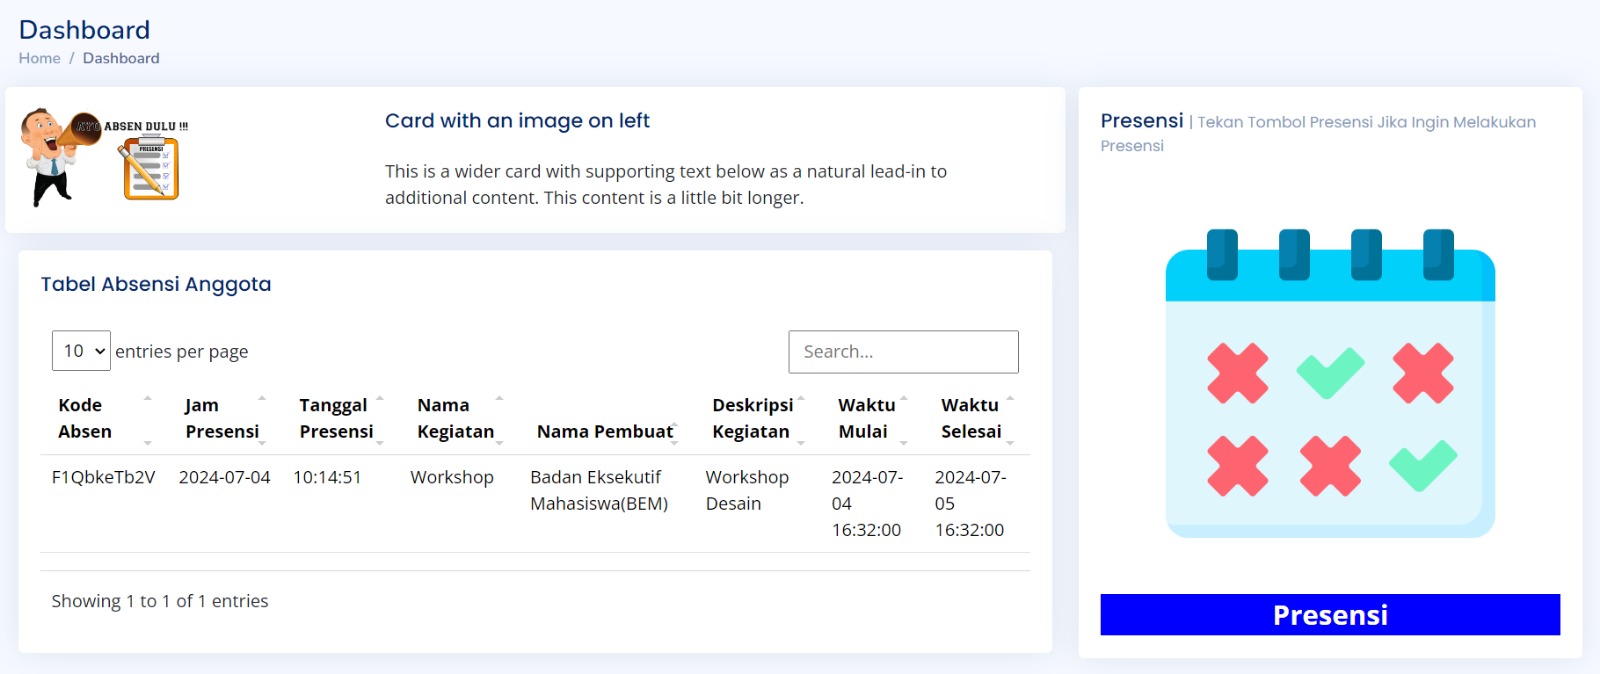 Dashboard
Home / Dashboard
AYO ABSEN DULU !!!
PRESENSI
Card with an image on left
This is a wider card with supporting text below as a natural lead-in to
additional content. This content is a little bit longer.
Presensi | Tekan Tombol Presensi Jika Ingin Melakukan
Presensi
Tabel Absensi Anggota
10 entries per page
Search...
Kode Absen
Jam Presensi
Tanggal Presensi
Nama Kegiatan
Nama Pembuat
Deskripsi Kegiatan
Waktu Mulai
Waktu Selesai
F1QbkeTb2V
2024-07-04
10:14:51
Workshop
Badan Eksekutif
Mahasiswa(BEM)
Workshop
Desain
2024-07-
04
16:32:00
2024-07-
05
16:32:00
Showing 1 to 1 of 1 entries
Presensi